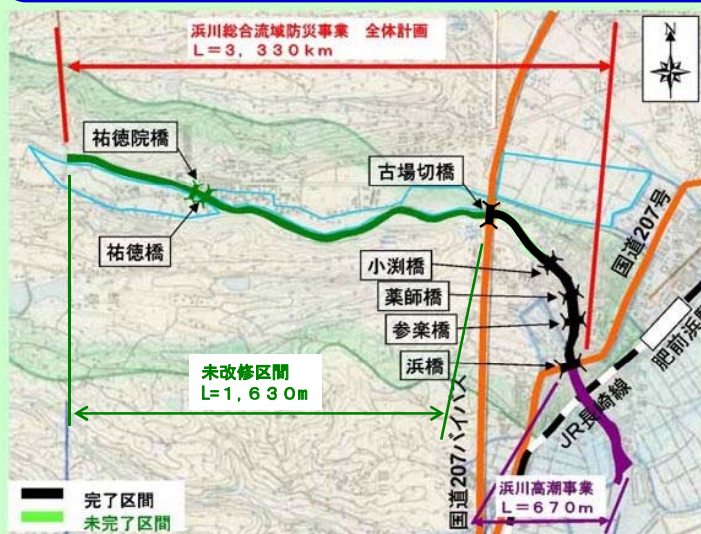 浜川総合流域防災事業 全体計画
L＝3，330km
N
祐徳院橋
古場切橋
祐徳橋
国道207号
小渕橋
薬師橋
参楽橋
浜橋
未改修区間
L=1,630m
国道207バイパス
JR長崎線
肥前浜
浜川高潮事業
L＝670m
完了区間
未完了区間